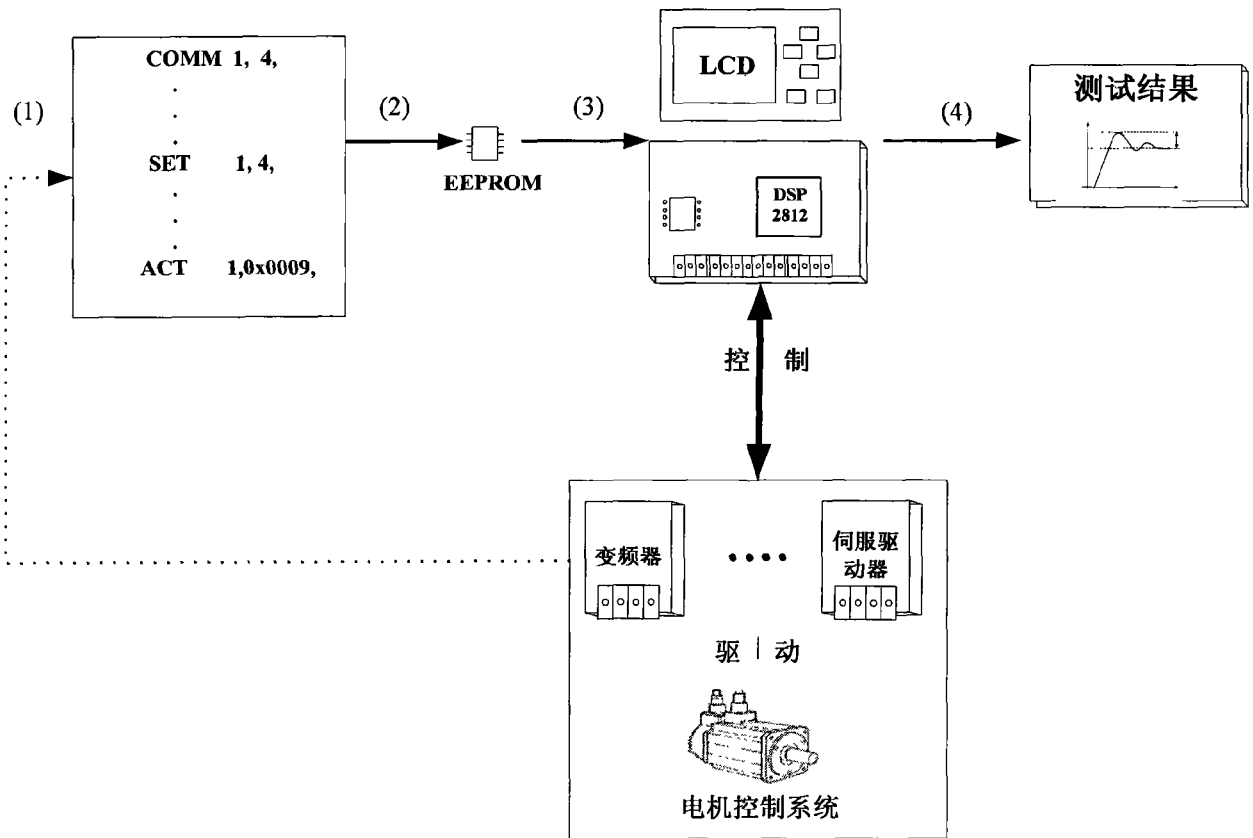 COMM 1, 4,
SET 1, 4,
ACT 1,0x0009,
(1)
(2)
EEPROM
(3)
LCD
DSP
2812
(4)
测试结果
控 制
变频器
伺服驱
动器
驱 动
电机控制系统